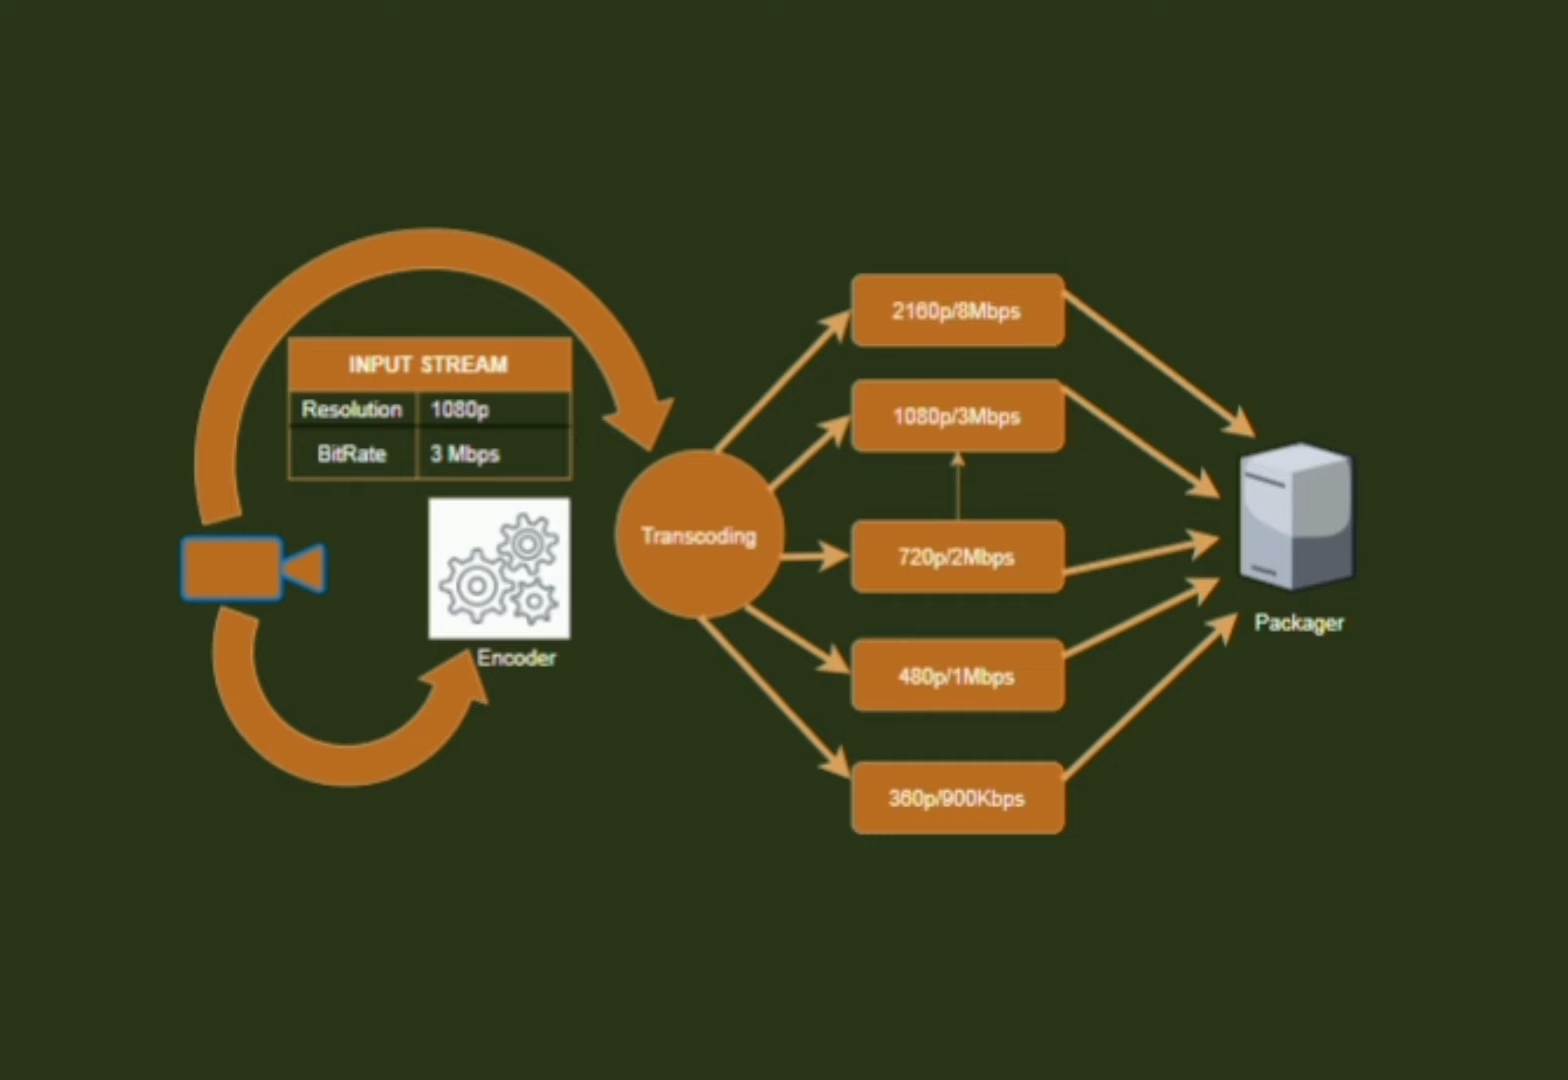 INPUT STREAM
Resolution 1080p
BitRate 3 Mbps
Encoder
Transcoding
2160p/8Mbps
1080p/3Mbps
720p/2Mbps
480p/1Mbps
360p/900Kbps
Packager